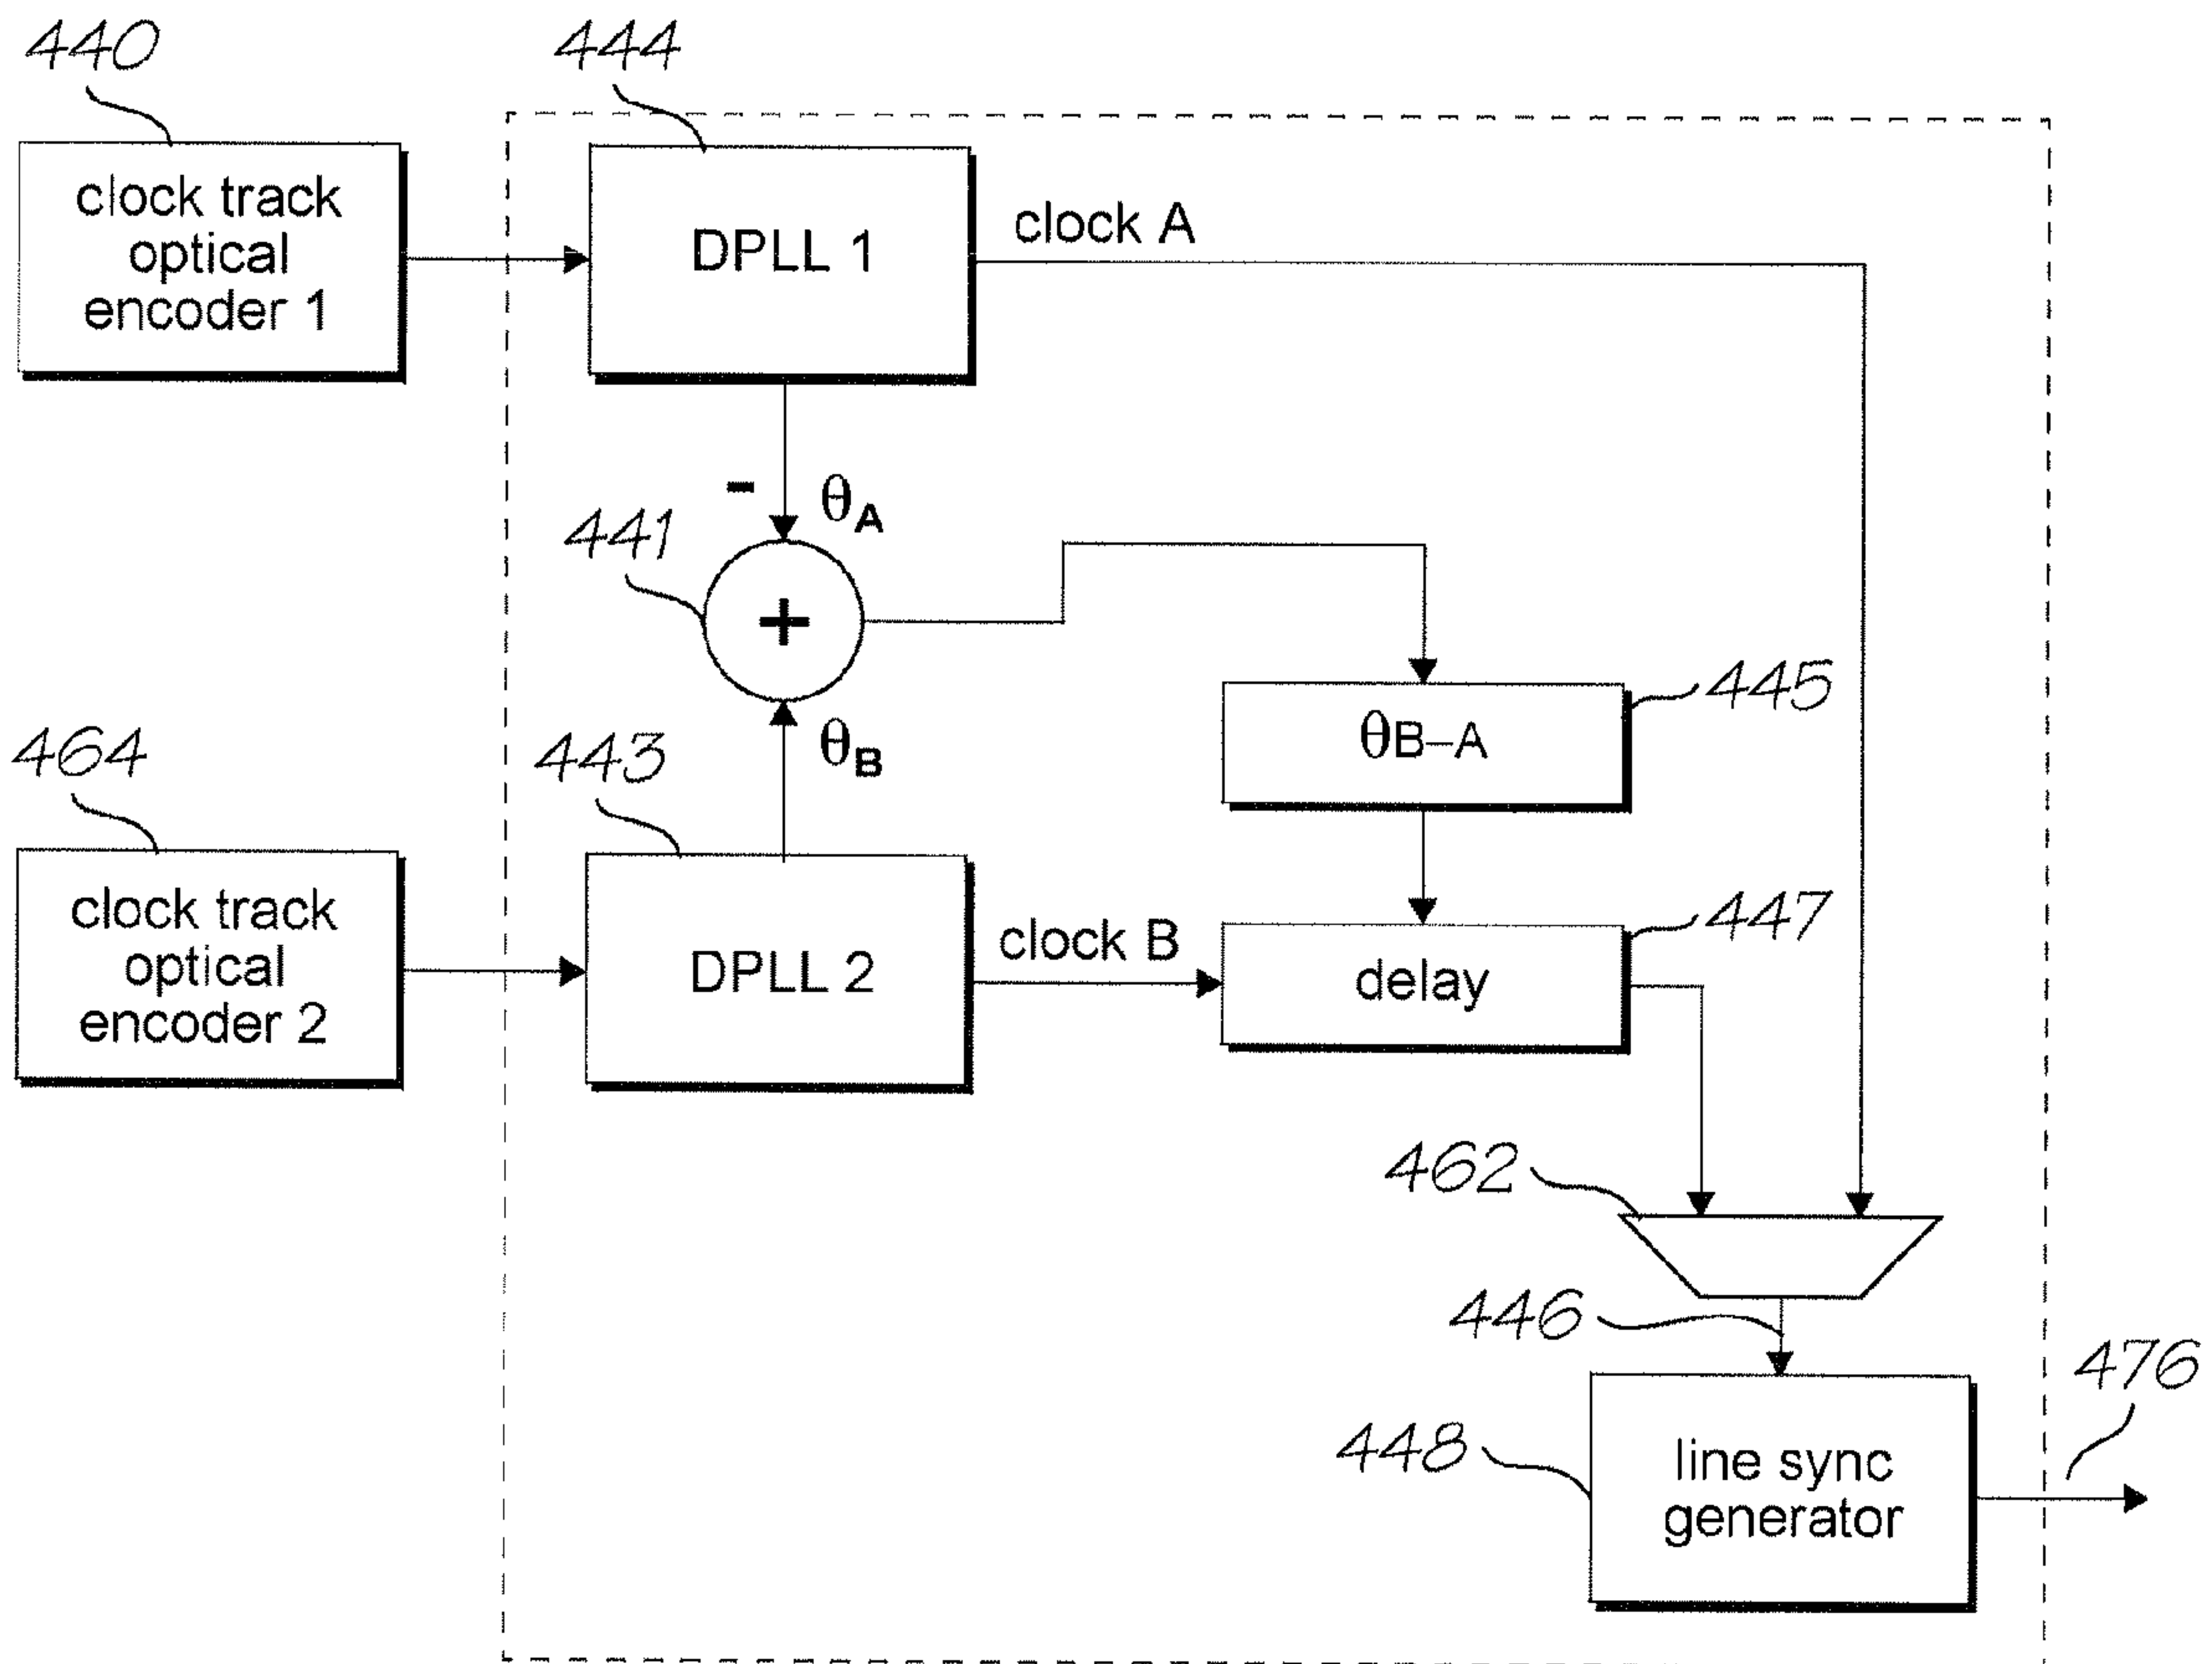 440
444
clock track
optical
encoder 1
DPLL 1
clock A
- θA
441
+
445
θB–A
464
443
θB
clock track
optical
encoder 2
DPLL 2
clock B
447
delay
462
446
476
448
line sync
generator